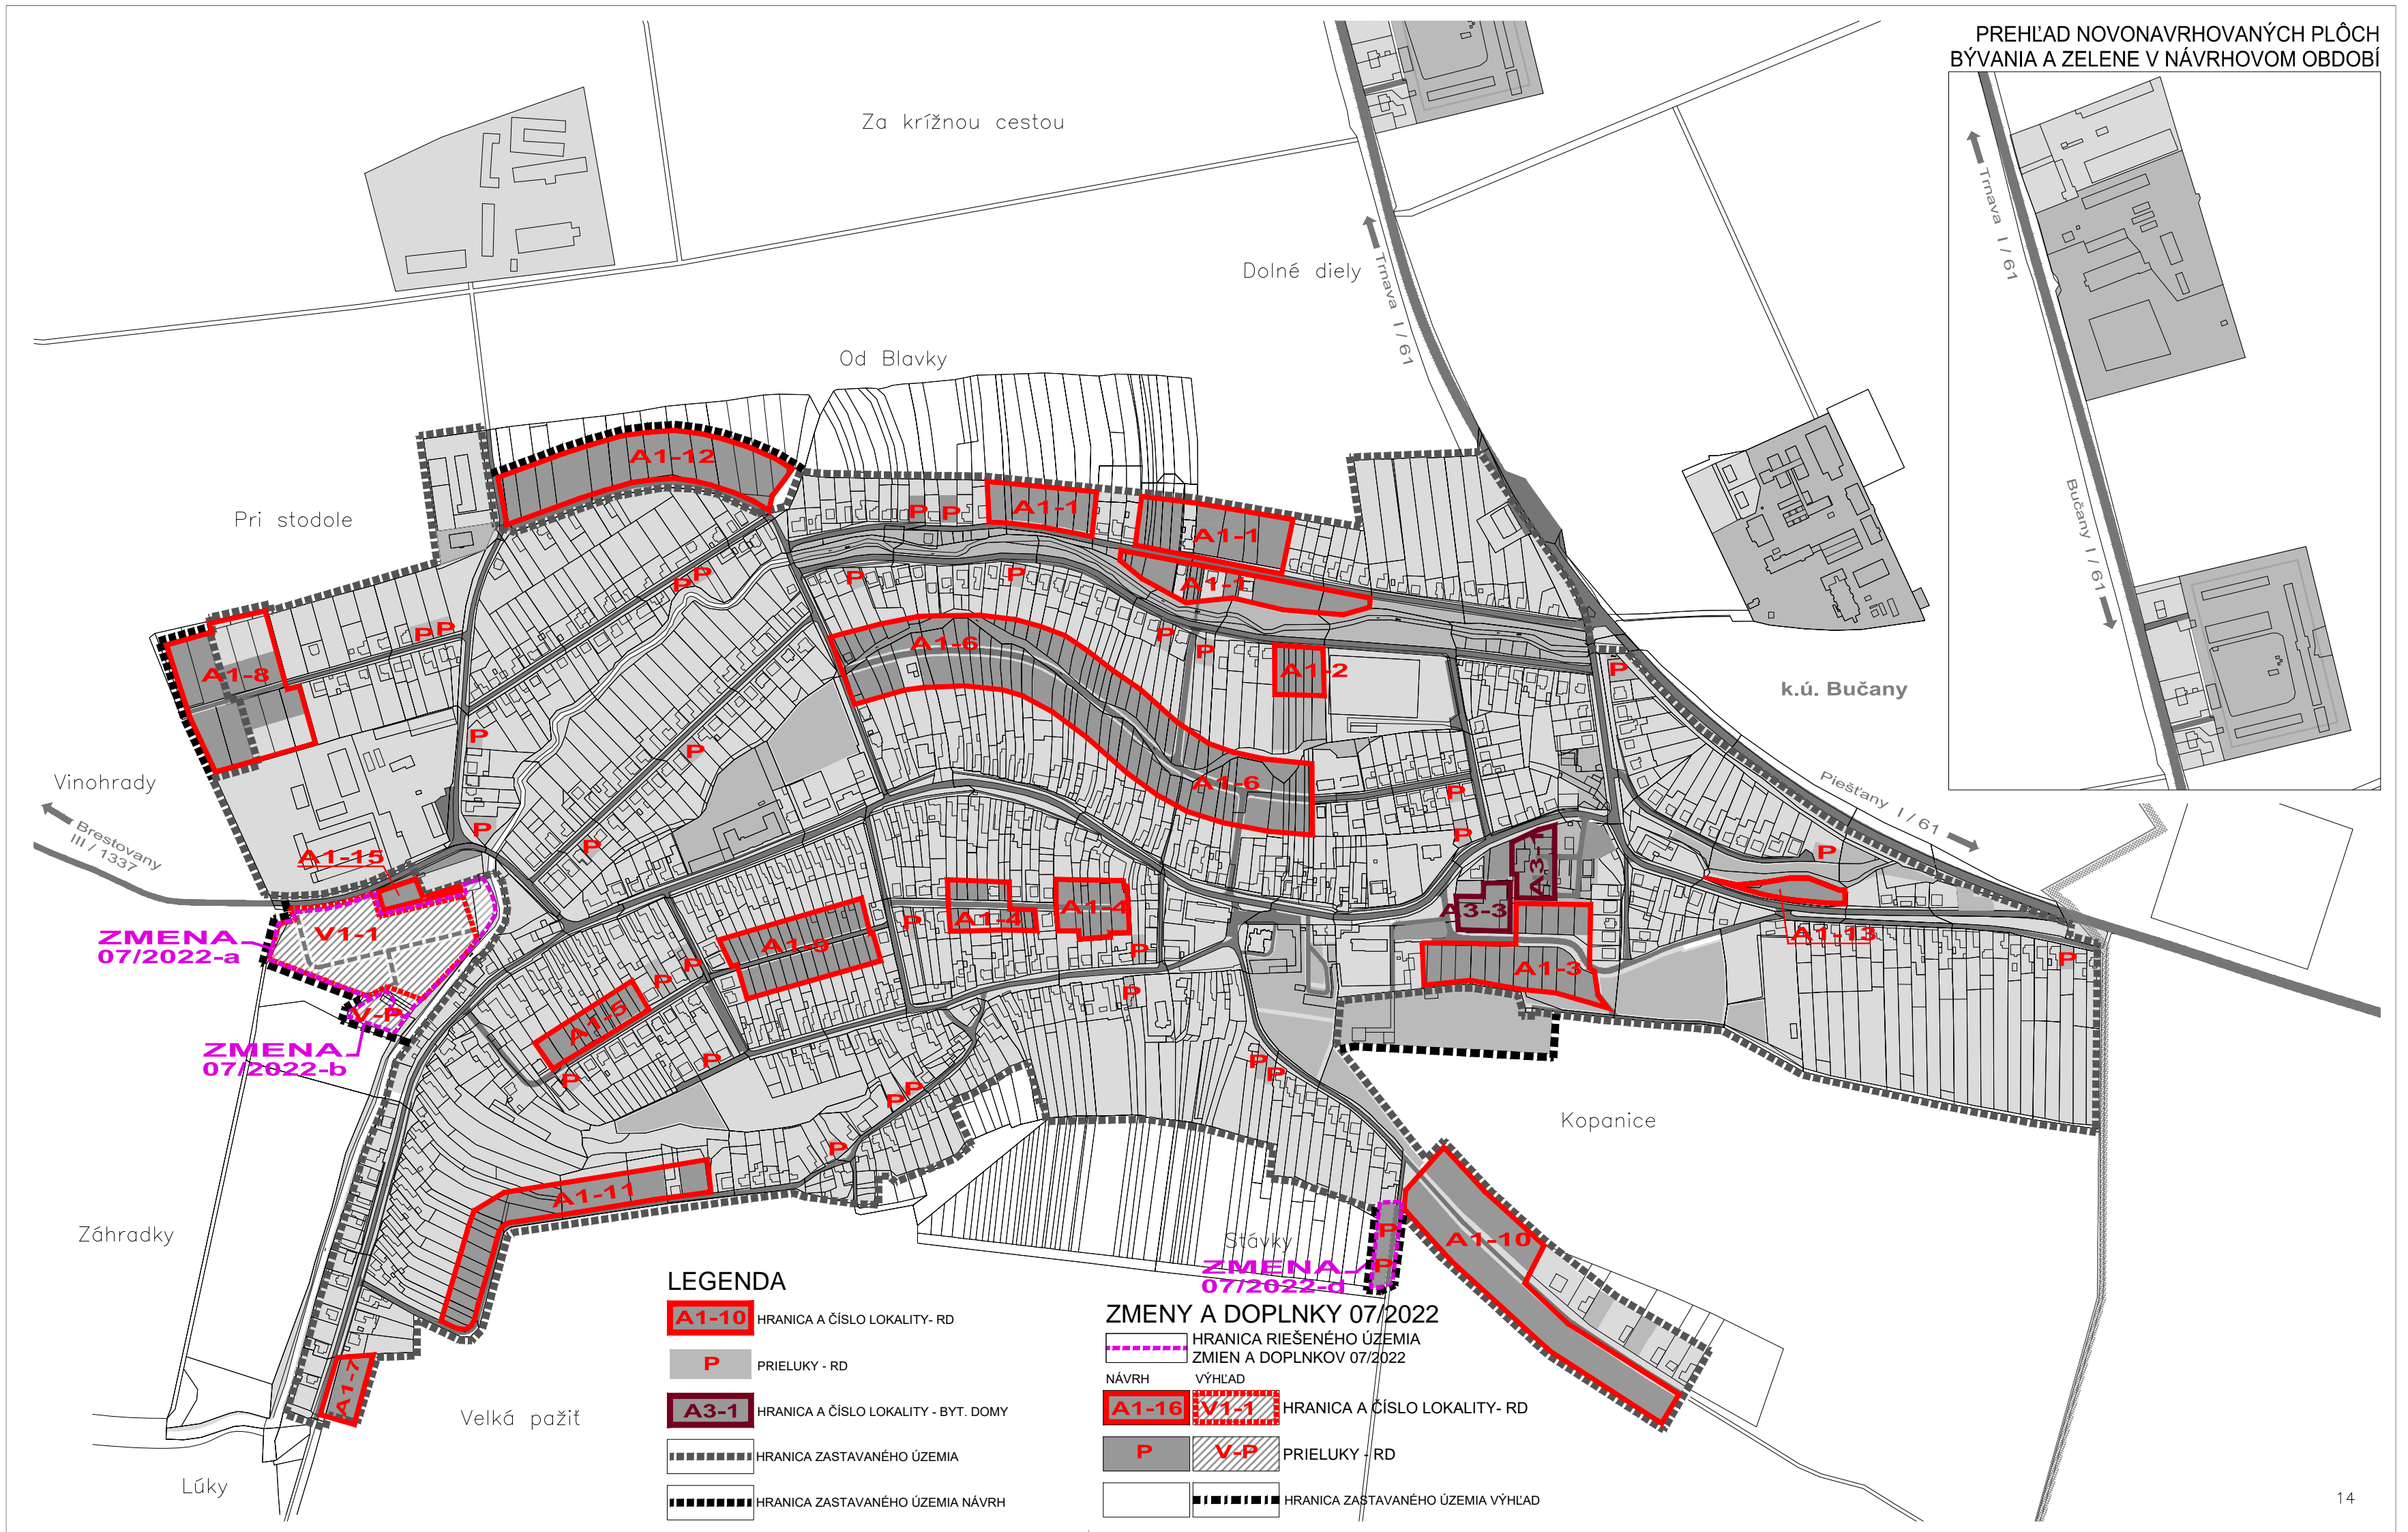 PREHĽAD NOVONAVRHOVANÝCH PLÔCH
BÝVANIA A ZELENE V NÁVRHOVOM OBDOBÍ
Za krížnou cestou
Dolné diely
Trnava I / 61
Trnava I / 61
Bučany I / 61
Od Blavky
A1-12
Pri stodole
A1-1
P P
A1-1
A1-1
P P
P
P
P P
P
P
A1-6
A1-2
P
A1-8
k.ú. Bučany
P
P
A1-6
P
Vinohrady
Piešťany I / 61
Brestovany
III / 1337
P
P
P
P
A1-15
A3-1
A3-3
A1-4
A1-4
P
V1-1
A1-13
ZMENA
07/2022-a
A1-9
P
P
P
P
A1-3
P
A1-5
V-P
ZMENA
07/2022-b
P
P
P
P
P
P
P
P
Kopanice
A1-11
Záhradky
Stávky
P
P
A1-10
ZMENA
07/2022-d
A1-7
Velká pažiť
Lúky
LEGENDA
A1-10 HRANICA A ČÍSLO LOKALITY- RD
P PRIELUKY - RD
A3-1 HRANICA A ČÍSLO LOKALITY - BYT. DOMY
HRANICA ZASTAVANÉHO ÚZEMIA
HRANICA ZASTAVANÉHO ÚZEMIA NÁVRH
ZMENY A DOPLNKY 07/2022
HRANICA RIEŠENÉHO ÚZEMIA
ZMIEN A DOPLNKOV 07/2022
NÁVRH VÝHĽAD
A1-16 V1-1 HRANICA A ČÍSLO LOKALITY- RD
P V-P PRIELUKY - RD
HRANICA ZASTAVANÉHO ÚZEMIA VÝHĽAD
14